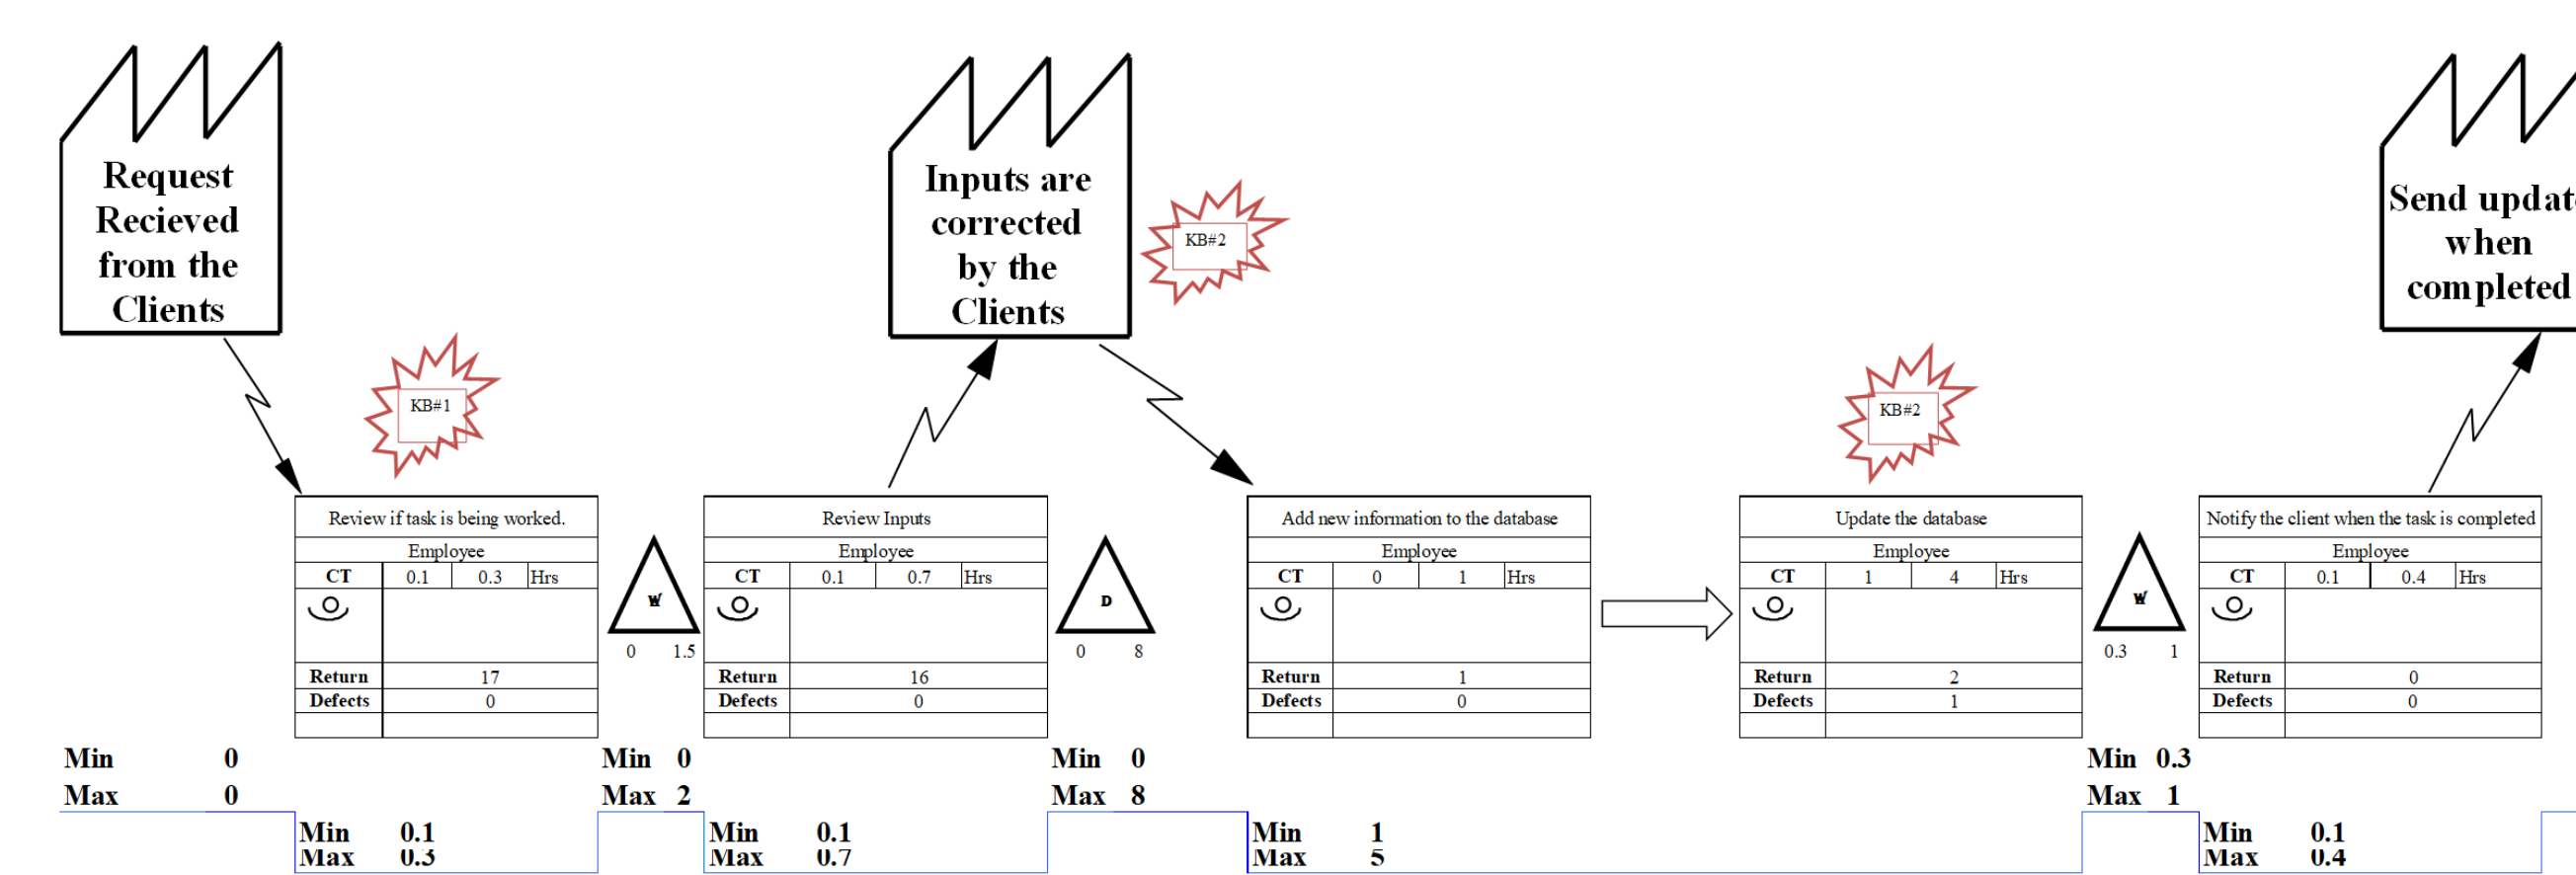 Request
Recieved
from the
Clients
Inputs are
corrected
by the
Clients
KB#2
Send update
when
completed
KB#1
KB#2
Review if task is being worked.
Employee
CT 0.1 0.3 Hrs
Return 17
Defects 0
W
0 1.5
Review Inputs
Employee
CT 0.1 0.7 Hrs
Return 16
Defects 0
D
0 8
Add new information to the database
Employee
CT 0 1 Hrs
Return 1
Defects 0
Update the database
Employee
CT 1 4 Hrs
Return 2
Defects 1
W
0.3 1
Notify the client when the task is completed
Employee
CT 0.1 0.4 Hrs
Return 0
Defects 0
Min 0
Max 0
Min 0.1
Max 0.3
Min 0
Max 2
Min 0.1
Max 0.7
Min 0
Max 8
Min 1
Max 5
Min 0.3
Max 1
Min 0.1
Max 0.4